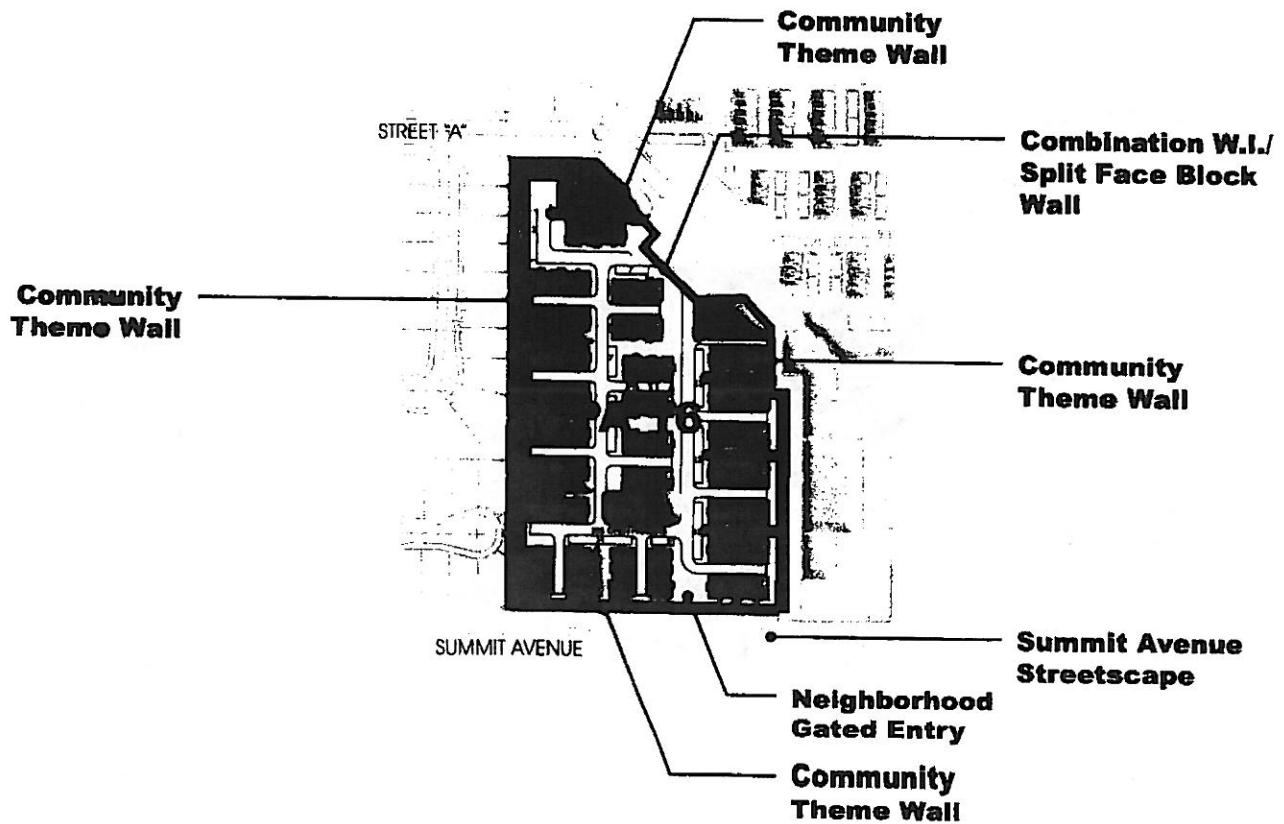 Community
Theme Wall
STREET "A"
Combination W.I./
Split Face Block
Wall
Community
Theme Wall
Community
Theme Wall
6
SUMMIT AVENUE
Summit Avenue
Streetscape
Neighborhood
Gated Entry
Community
Theme Wall